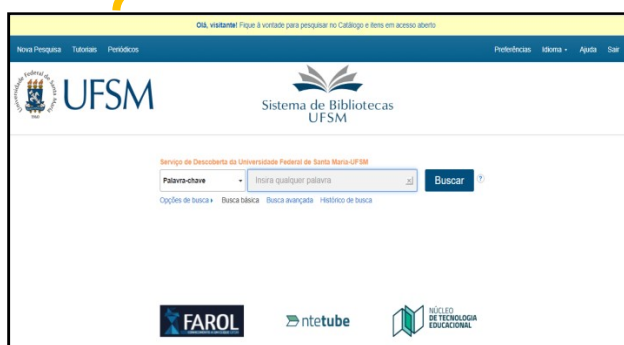 Olá, visitante! Fique à vontade para pesquisar no Catálogo e itens em acesso aberto
Nova Pesquisa Tutoriais Periódicos Preferências Idioma Ajuda Sair
UFSM
Sistema de Bibliotecas
UFSM
Serviço de Descoberta da Universidade Federal de Santa Maria-UFSM
Palavra-chave Insira qualquer palavra Buscar ?
Opções de busca Busca básica Busca avançada Histórico de busca
FAROL
ntetube
NÚCLEO
DE TECNOLOGIA
EDUCACIONAL